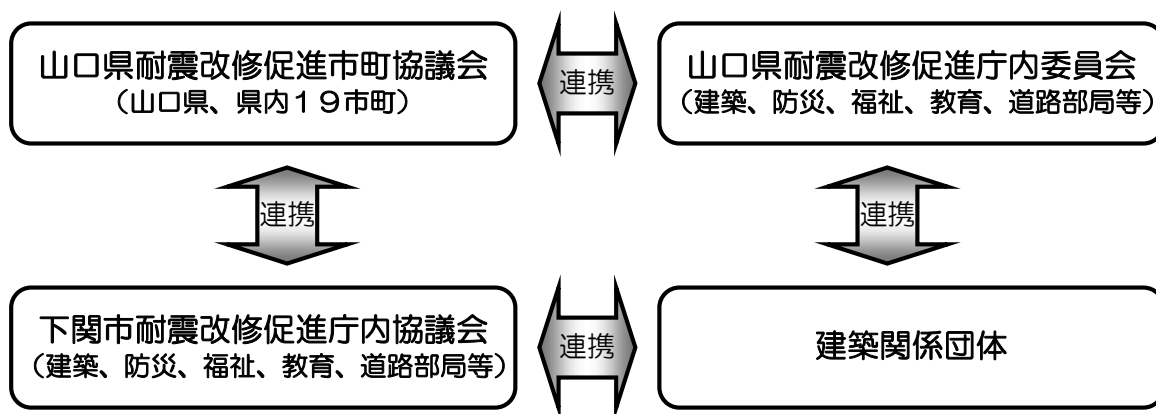 山口県耐震改修促進市町協議会
（山口県、県内１９市町）
連携
山口県耐震改修促進庁内委員会
（建築、防災、福祉、教育、道路部局等）
連携
連携
下関市耐震改修促進庁内協議会
（建築、防災、福祉、教育、道路部局等）
連携
建築関係団体